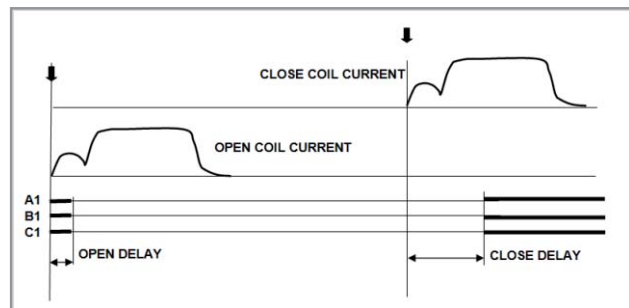 CLOSE COIL CURRENT
OPEN COIL CURRENT
A1
B1
C1
OPEN DELAY
CLOSE DELAY